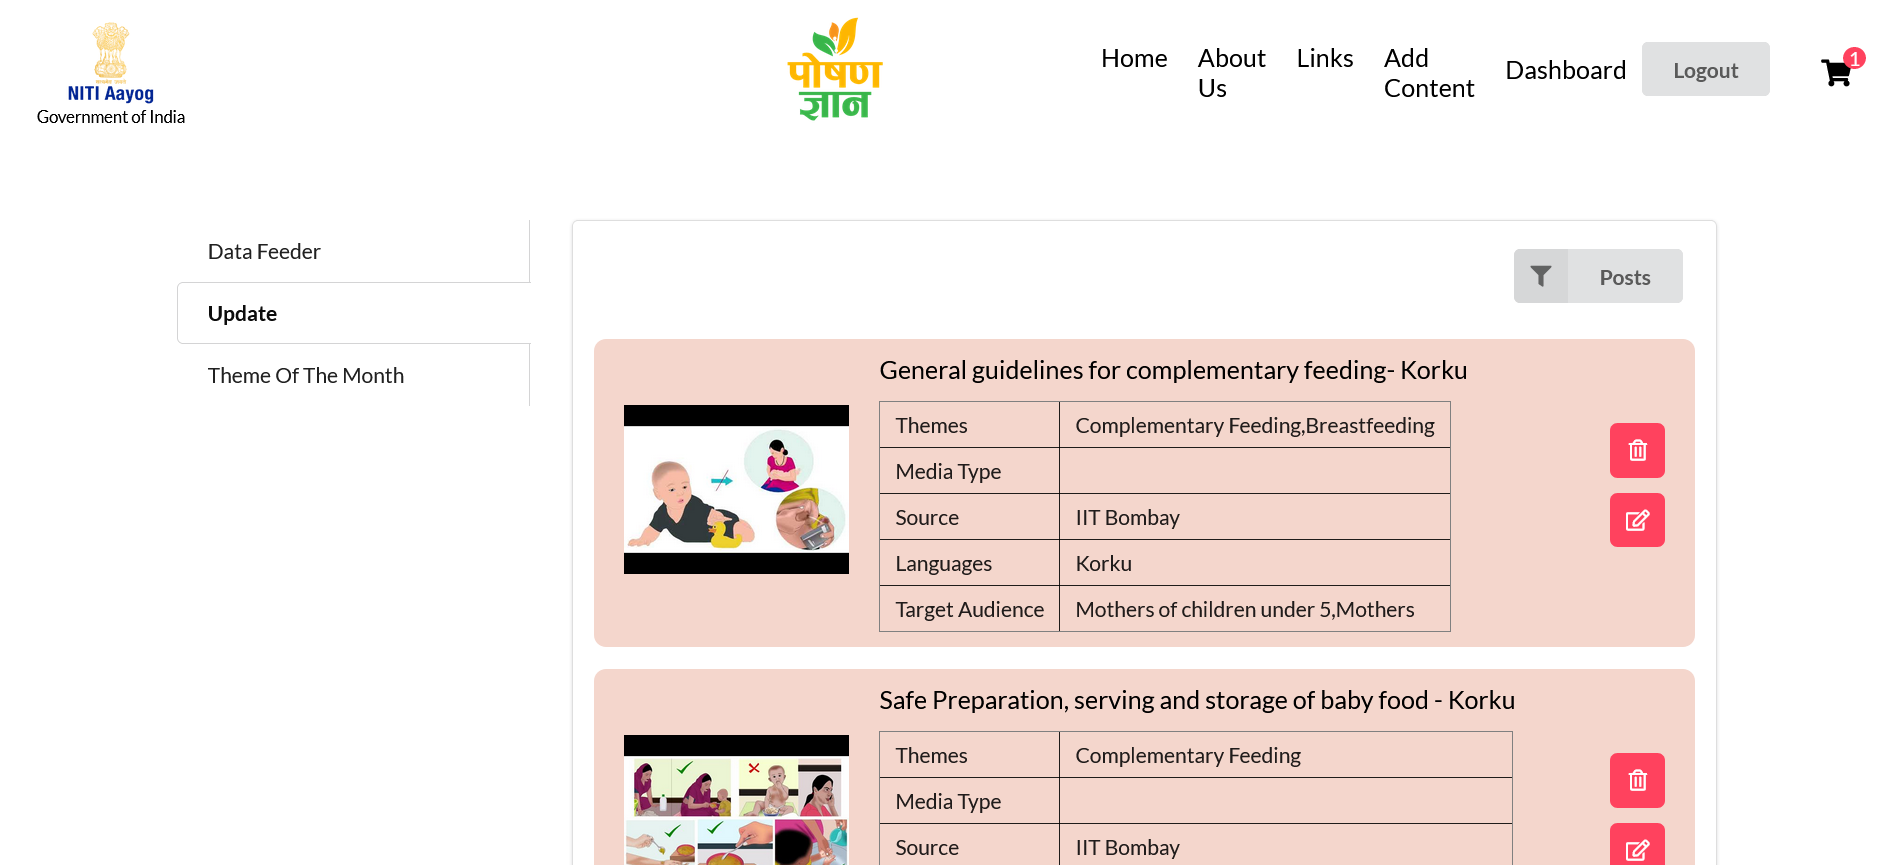 NITI Aayog
Government of India
पोषण
ज्ञान
Home
About
Us
Links
Add
Content
Dashboard
Logout
1
Data Feeder
Update
Theme Of The Month
Posts
General guidelines for complementary feeding- Korku
Themes Complementary Feeding,Breastfeeding
Media Type
Source IIT Bombay
Languages Korku
Target Audience Mothers of children under 5,Mothers
Safe Preparation, serving and storage of baby food - Korku
Themes Complementary Feeding
Media Type
Source IIT Bombay